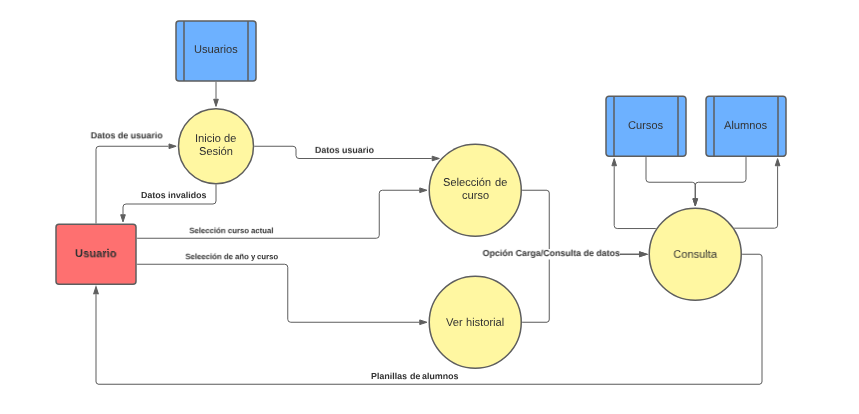 Usuarios
Cursos
Alumnos
Datos de usuario
Inicio de
Sesión
Datos usuario
Selección de
curso
Datos invalidos
Selección curso actual
Usuario
Selección de año y curso
Opción Carga/Consulta de datos
Consulta
Ver historial
Planillas de alumnos